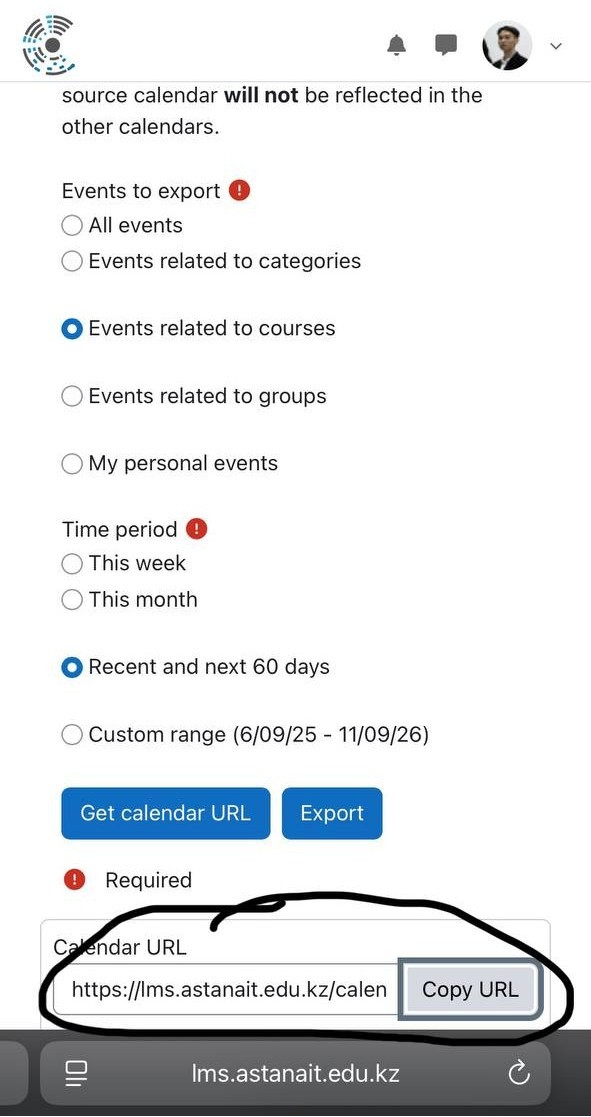 source calendar will not be reflected in the
other calendars.
Events to export
All events
Events related to categories
Events related to courses
Events related to groups
My personal events
Time period
This week
This month
Recent and next 60 days
Custom range (6/09/25 - 11/09/26)
Get calendar URL Export
Required
Calendar URL
https://lms.astanait.edu.kz/calen Copy URL
lms.astanait.edu.kz